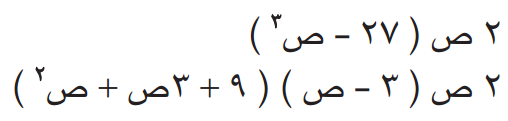 ٢ ص ( ٢٧ – ص٣ )
٢ ص ( ٣ – ص ) ( ٩ + ٣ص + ص٢ )